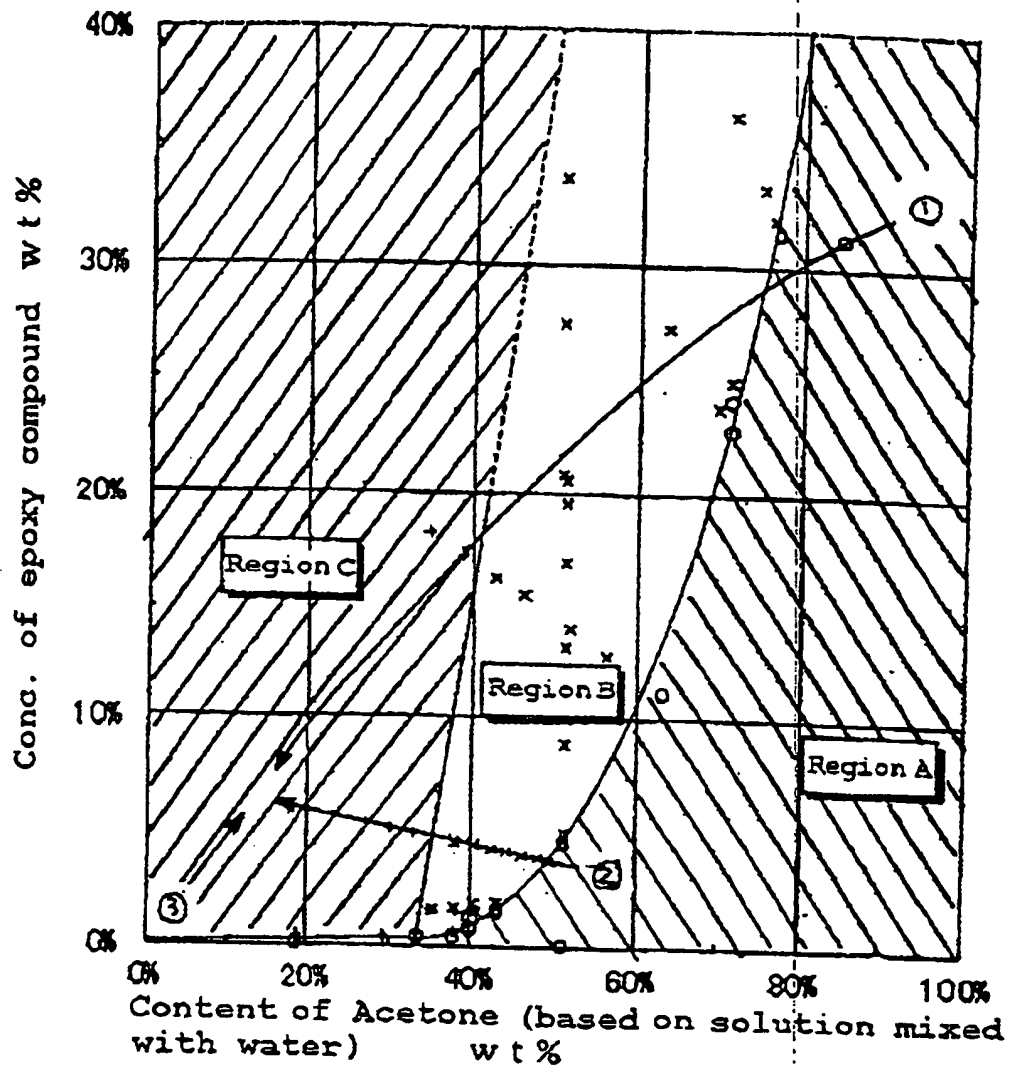 40%
30%
20%
10%
0%
Conc. of epoxy compound wt%
①
Region C
Region B
Region A
②
③
0% 20% 40% 60% 80% 100%
Content of Acetone (based on solution mixed
with water) wt%